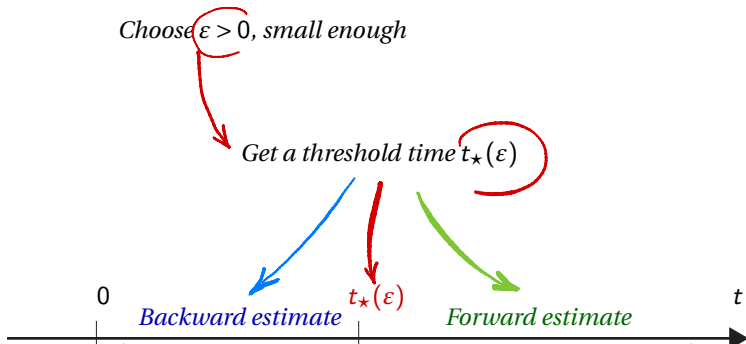 Choose ε > 0, small enough
Get a threshold time t⋆(ε)
0 t⋆(ε) t
Backward estimate Forward estimate